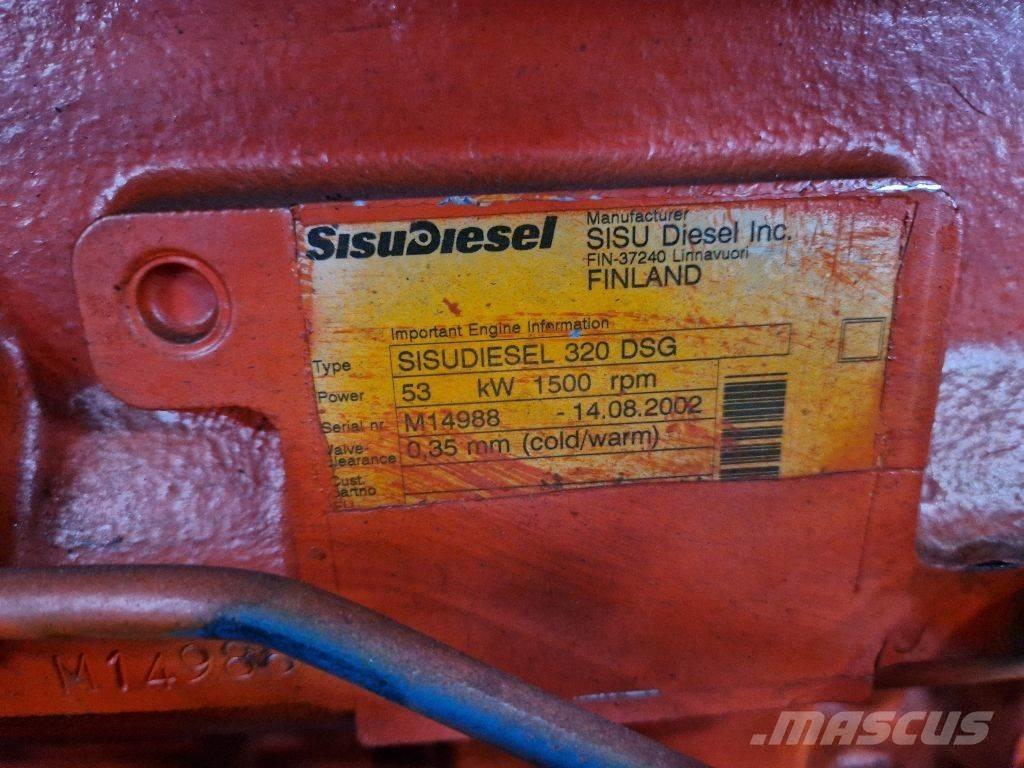 SISUDIESEL
Manufacturer
SISU Diesel Inc.
FIN-37240 Linnavuori
FINLAND
Important Engine Information
Type SISUDIESEL 320 DSG
Power 53 kW 1500 rpm
Serial nr M14988 - 14.08.2002
Valve-
clearance 0,35 mm (cold/warm)
Cust.
partno
M14988
MASCUS